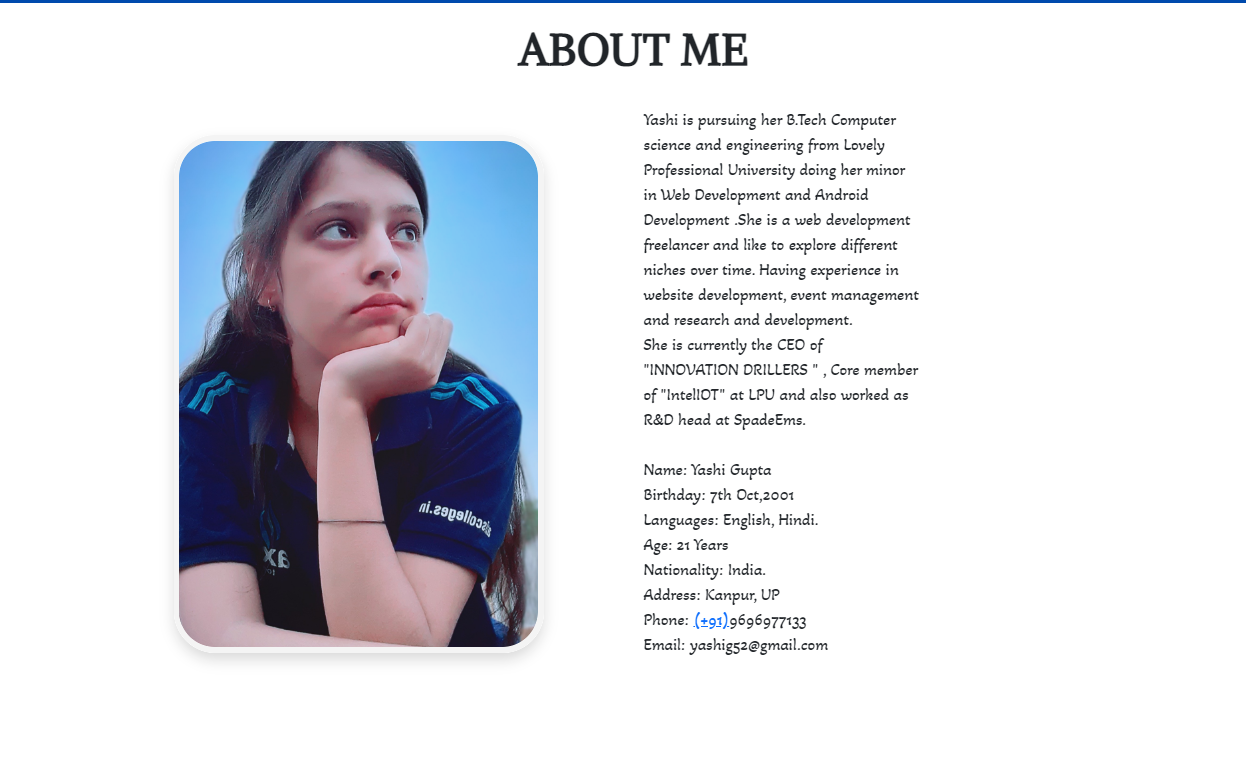 ABOUT ME
Yashi is pursuing her B.Tech Computer
science and engineering from Lovely
Professional University doing her minor
in Web Development and Android
Development .She is a web development
freelancer and like to explore different
niches over time. Having experience in
website development, event management
and research and development.
She is currently the CEO of
"INNOVATION DRILLERS " , Core member
of "IntelIOT" at LPU and also worked as
R&D head at SpadeEms.
Name: Yashi Gupta
Birthday: 7th Oct,2001
Languages: English, Hindi.
Age: 21 Years
Nationality: India.
Address: Kanpur, UP
Phone: (+91)9696977133
Email: yashig52@gmail.com